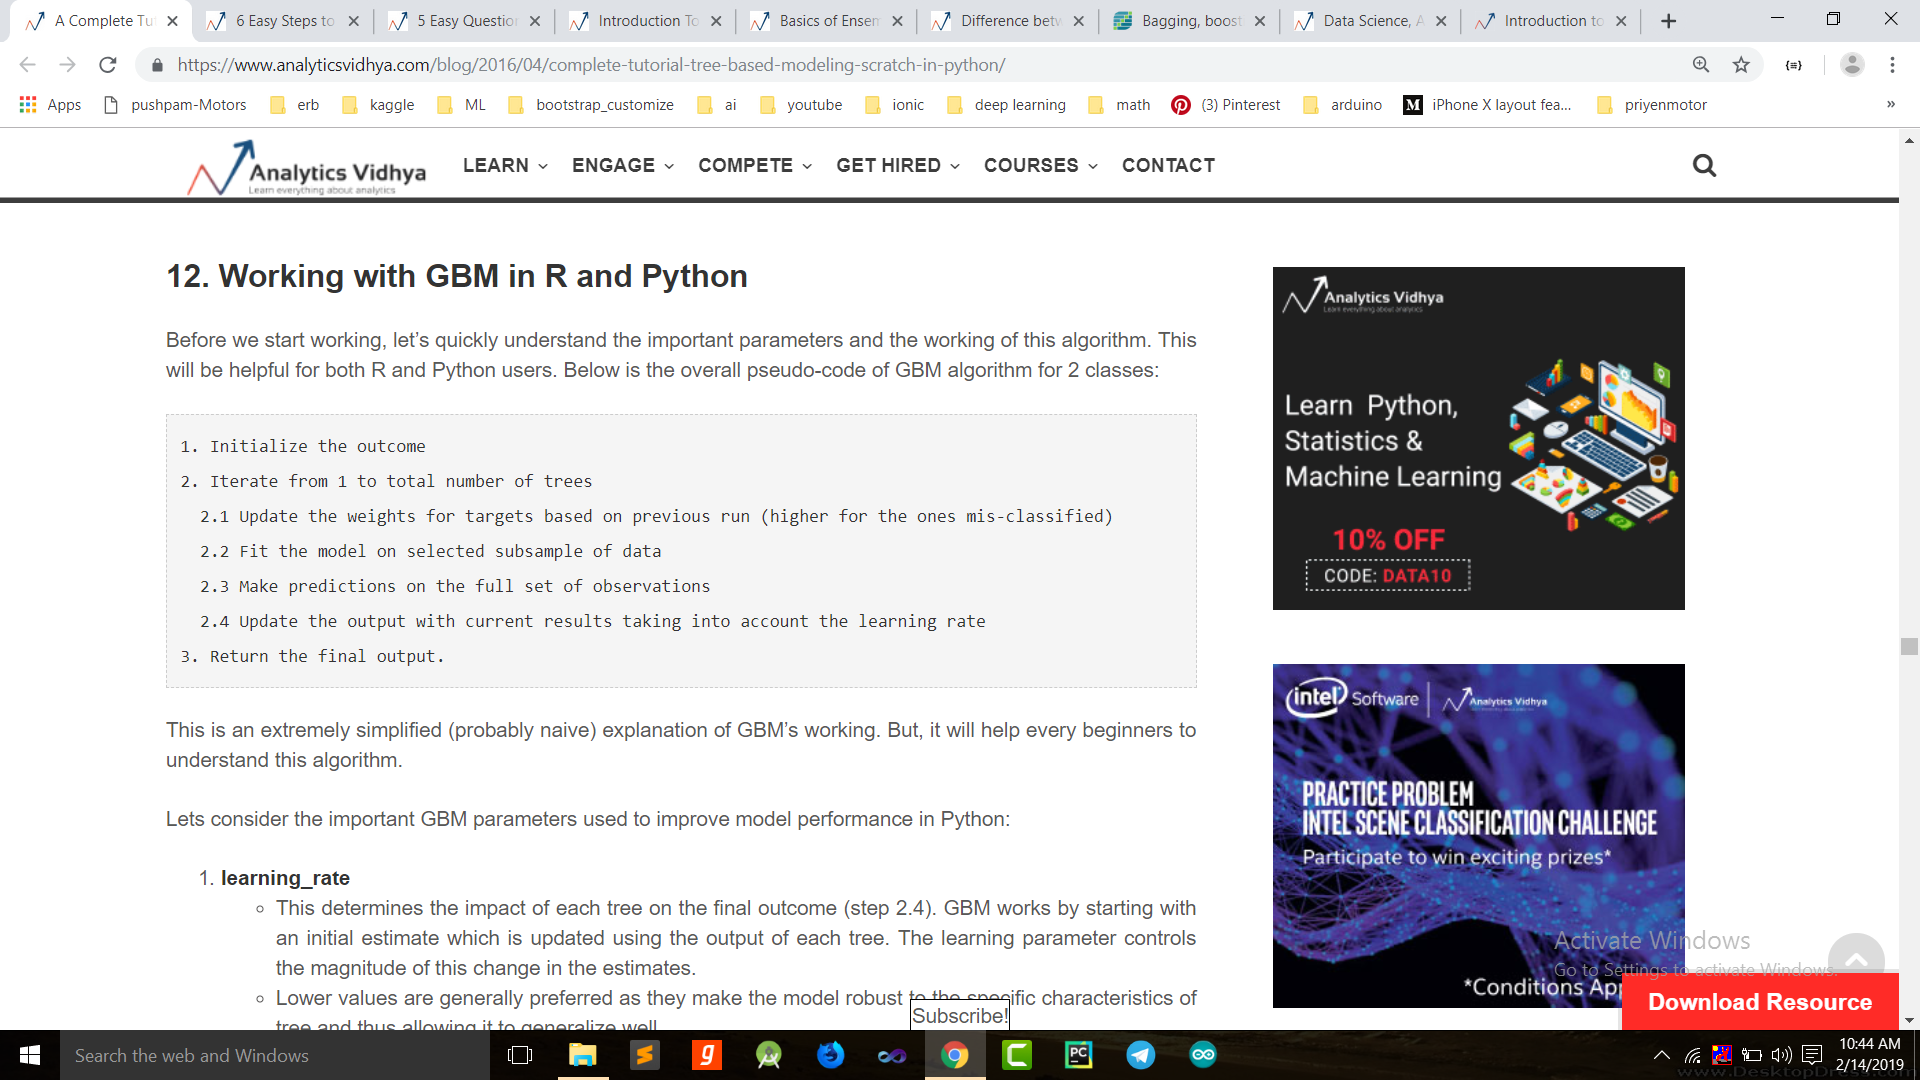 A Complete Tu
6 Easy Steps to
5 Easy Question
Introduction To
Basics of Ensem
Difference betw
Bagging, boost
Data Science, A
Introduction to
https://www.analyticsvidhya.com/blog/2016/04/complete-tutorial-tree-based-modeling-scratch-in-python/
Apps
pushpam-Motors
erb
kaggle
ML
bootstrap_customize
ai
youtube
ionic
deep learning
math
(3) Pinterest
arduino
M iPhone X layout fea...
priyenmotor
»
Analytics Vidhya
Learn everything about analytics
LEARN
ENGAGE
COMPETE
GET HIRED
COURSES
CONTACT
12. Working with GBM in R and Python
Before we start working, let’s quickly understand the important parameters and the working of this algorithm. This
will be helpful for both R and Python users. Below is the overall pseudo-code of GBM algorithm for 2 classes:
1. Initialize the outcome
2. Iterate from 1 to total number of trees
2.1 Update the weights for targets based on previous run (higher for the ones mis-classified)
2.2 Fit the model on selected subsample of data
2.3 Make predictions on the full set of observations
2.4 Update the output with current results taking into account the learning rate
3. Return the final output.
This is an extremely simplified (probably naive) explanation of GBM’s working. But, it will help every beginners to
understand this algorithm.
Lets consider the important GBM parameters used to improve model performance in Python:
1. learning_rate
This determines the impact of each tree on the final outcome (step 2.4). GBM works by starting with
an initial estimate which is updated using the output of each tree. The learning parameter controls
the magnitude of this change in the estimates.
Lower values are generally preferred as they make the model robust to the specific characteristics of
tree and thus allowing it to generalize well.
Subscribe!
Analytics Vidhya
Learn everything about analytics
Learn Python,
Statistics &
Machine Learning
10% OFF
CODE: DATA10
intel Software
Analytics Vidhya
PRACTICE PROBLEM
INTEL SCENE CLASSIFICATION CHALLENGE
Participate to win exciting prizes*
*Conditions Ap
Activate Windows
Go to Settings to activate Windows.
Download Resource
Search the web and Windows
g
PC
10:44 AM
2/14/2019